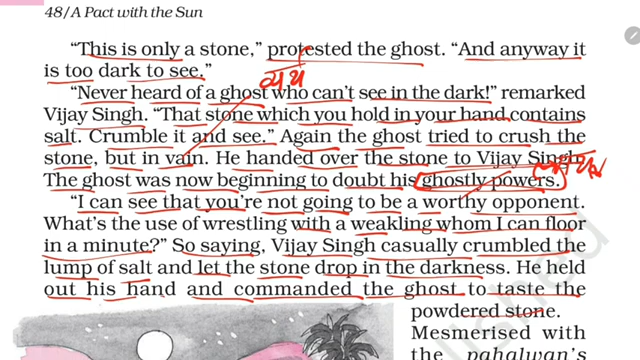 48/A Pact with the Sun
“This is only a stone,” protested the ghost. “And anyway it
is too dark to see.”
व्यर्थ
“Never heard of a ghost who can’t see in the dark!” remarked
Vijay Singh. “That stone which you hold in your hand contains
salt. Crumble it and see.” Again the ghost tried to crush the
stone, but in vain. He handed over the stone to Vijay Singh.
The ghost was now beginning to doubt his ghostly powers.
“I can see that you’re not going to be a worthy opponent.
What’s the use of wrestling with a weakling whom I can floor
in a minute?” So saying, Vijay Singh casually crumbled the
lump of salt and let the stone drop in the darkness. He held
out his hand and commanded the ghost to taste the
powdered stone.
Mesmerised with
the pahalwan’s